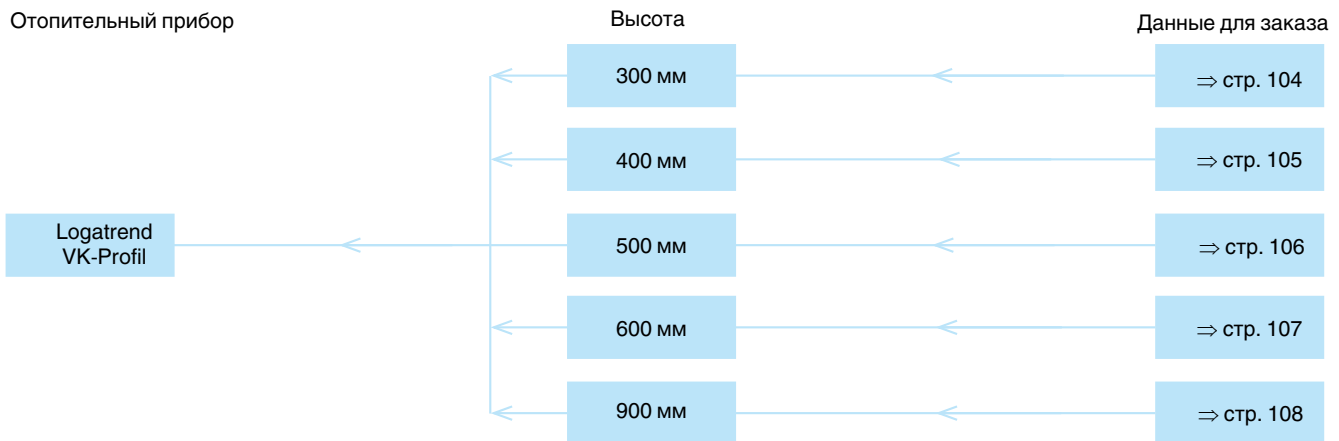 Отопительный прибор
Высота
Данные для заказа
300 мм
⇒ стр. 104
400 мм
⇒ стр. 105
Logatrend
VK-Profil
500 мм
⇒ стр. 106
600 мм
⇒ стр. 107
900 мм
⇒ стр. 108